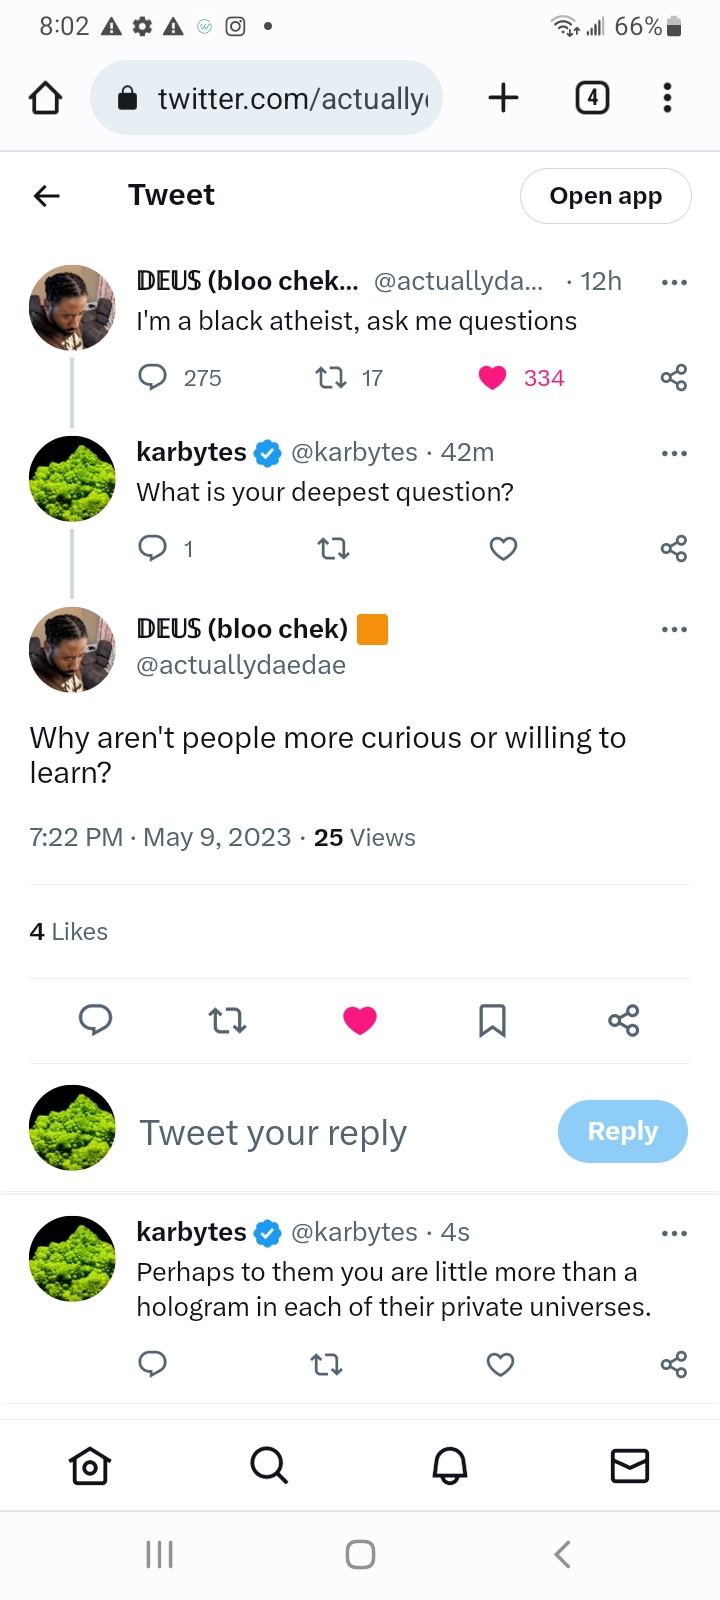 8:02 66%
twitter.com/actually 4
Tweet Open app
𝔻𝔼𝕌𝕊 (bloo chek... @actuallyda... · 12h
I'm a black atheist, ask me questions
275 17 334
karbytes @karbytes · 42m
What is your deepest question?
1
𝔻𝔼𝕌𝕊 (bloo chek) 🟧
@actuallydaedae
Why aren't people more curious or willing to
learn?
7:22 PM · May 9, 2023 · 25 Views
4 Likes
Tweet your reply Reply
karbytes @karbytes · 4s
Perhaps to them you are little more than a
hologram in each of their private universes.